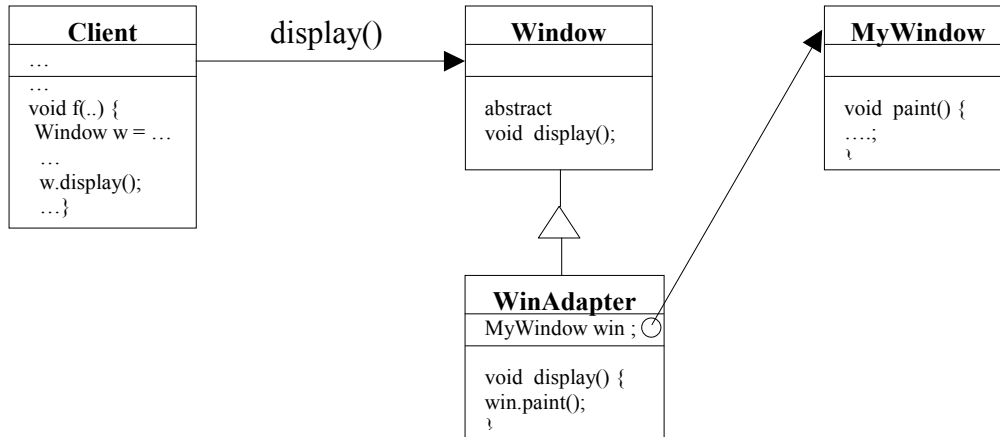 Client
…
…
void f(..) {
Window w = …
…
w.display();
…}
display()
Window
abstract
void display();
MyWindow
void paint() {
….;
}
WinAdapter
MyWindow win ;
void display() {
win.paint();
}